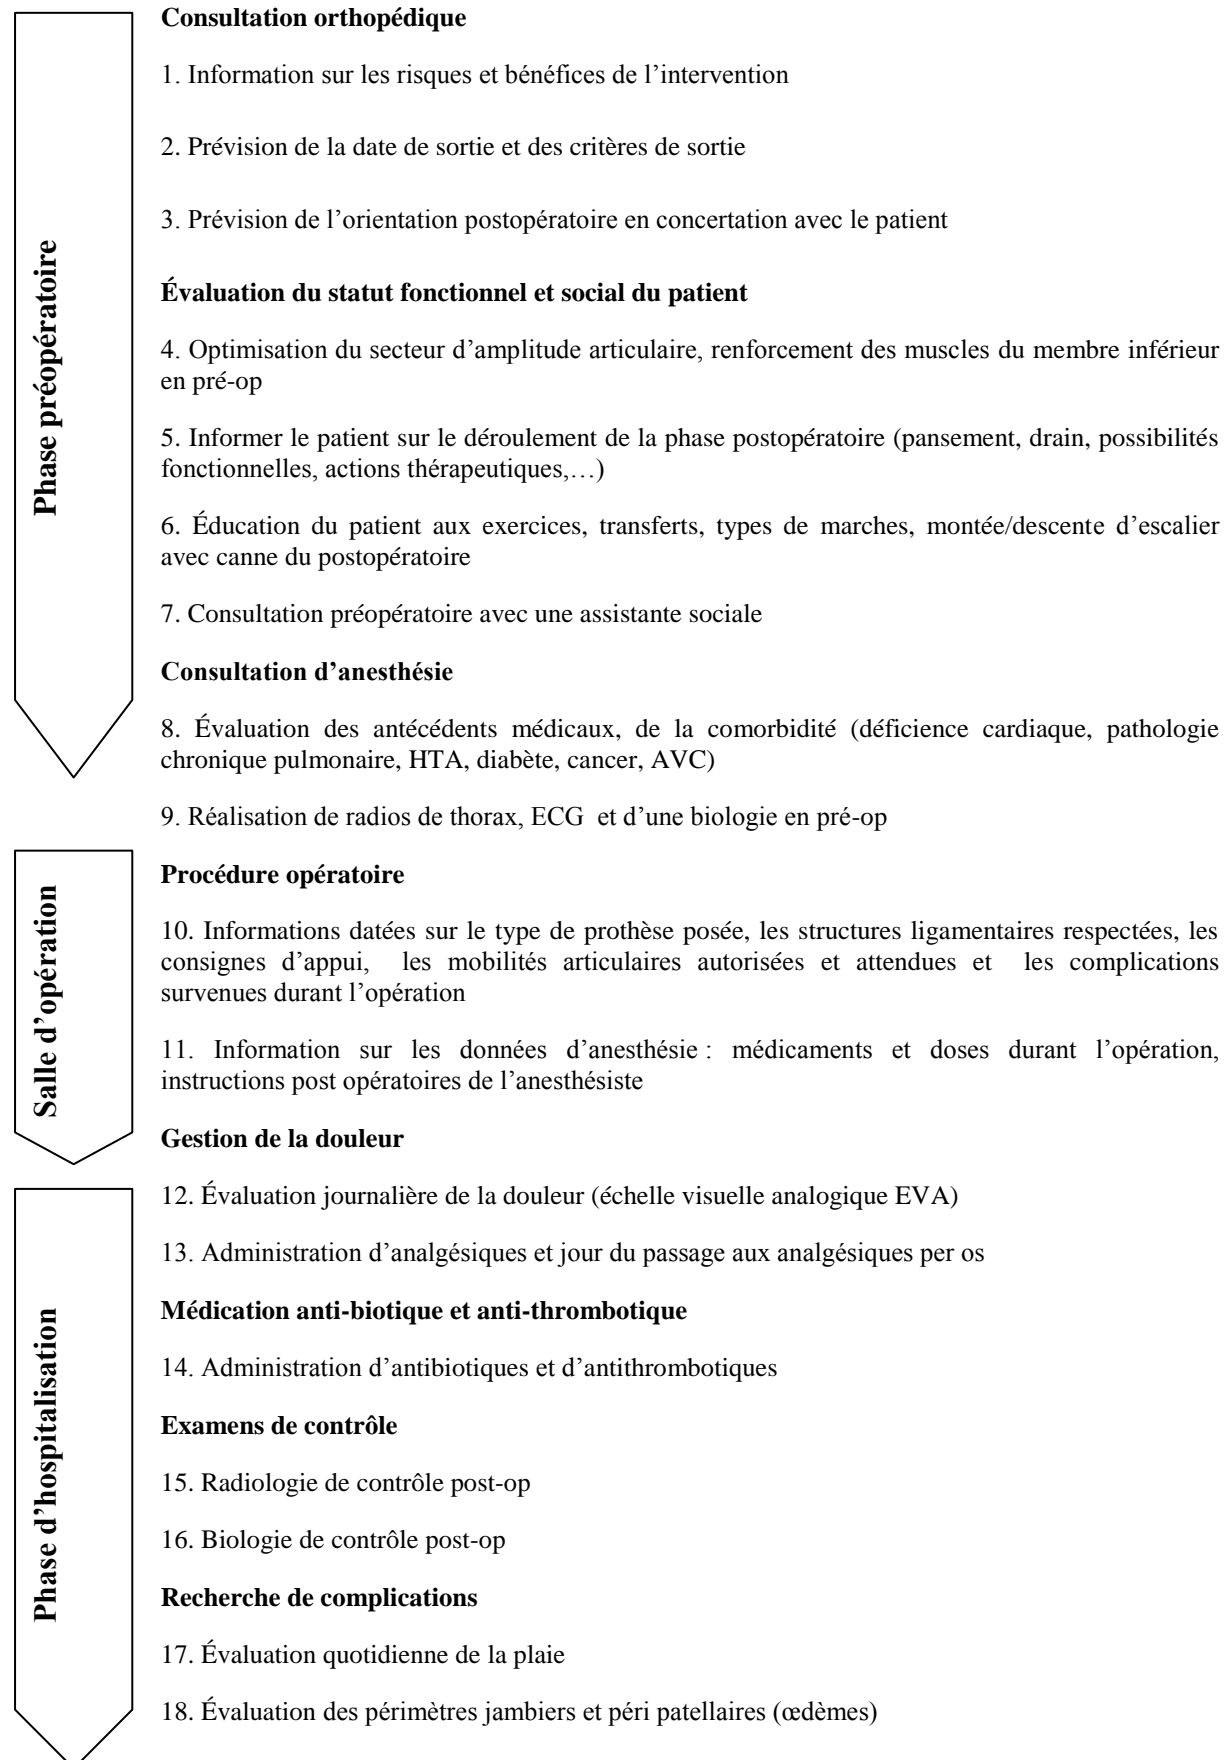 Phase préopératoire
Consultation orthopédique
1. Information sur les risques et bénéfices de l’intervention
2. Prévision de la date de sortie et des critères de sortie
3. Prévision de l’orientation postopératoire en concertation avec le patient
Évaluation du statut fonctionnel et social du patient
4. Optimisation du secteur d’amplitude articulaire, renforcement des muscles du membre inférieur
en pré-op
5. Informer le patient sur le déroulement de la phase postopératoire (pansement, drain, possibilités
fonctionnelles, actions thérapeutiques,…)
6. Éducation du patient aux exercices, transferts, types de marches, montée/descente d’escalier
avec canne du postopératoire
7. Consultation préopératoire avec une assistante sociale
Consultation d’anesthésie
8. Évaluation des antécédents médicaux, de la comorbidité (déficience cardiaque, pathologie
chronique pulmonaire, HTA, diabète, cancer, AVC)
9. Réalisation de radios de thorax, ECG et d’une biologie en pré-op
Salle d’opération
Procédure opératoire
10. Informations datées sur le type de prothèse posée, les structures ligamentaires respectées, les
consignes d’appui, les mobilités articulaires autorisées et attendues et les complications
survenues durant l’opération
11. Information sur les données d’anesthésie : médicaments et doses durant l’opération,
instructions post opératoires de l’anesthésiste
Gestion de la douleur
Phase d’hospitalisation
12. Évaluation journalière de la douleur (échelle visuelle analogique EVA)
13. Administration d’analgésiques et jour du passage aux analgésiques per os
Médication anti-biotique et anti-thrombotique
14. Administration d’antibiotiques et d’antithrombotiques
Examens de contrôle
15. Radiologie de contrôle post-op
16. Biologie de contrôle post-op
Recherche de complications
17. Évaluation quotidienne de la plaie
18. Évaluation des périmètres jambiers et péri patellaires (œdèmes)